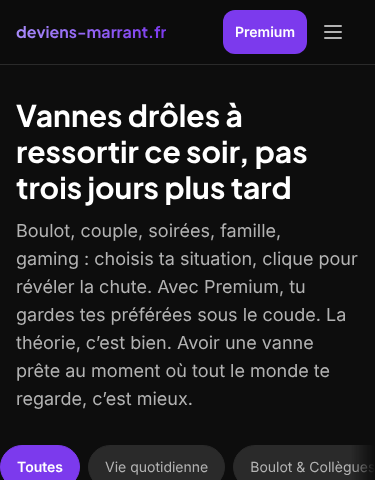 deviens-marrant.fr
Premium
Vannes drôles à
ressortir ce soir, pas
trois jours plus tard
Boulot, couple, soirées, famille,
gaming : choisis ta situation, clique pour
révéler la chute. Avec Premium, tu
gardes tes préférées sous le coude. La
théorie, c’est bien. Avoir une vanne
prête au moment où tout le monde te
regarde, c’est mieux.
Toutes
Vie quotidienne
Boulot & Collègues